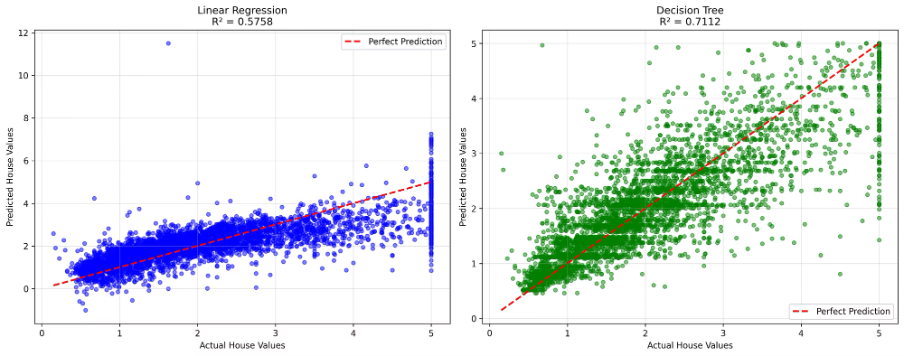 Linear Regression
R² = 0.5758
12
10
8
6
4
2
0
Predicted House Values
Perfect Prediction
0
1
2
3
4
5
Actual House Values
Decision Tree
R² = 0.7112
5
4
3
2
1
0
Predicted House Values
Perfect Prediction
0
1
2
3
4
5
Actual House Values